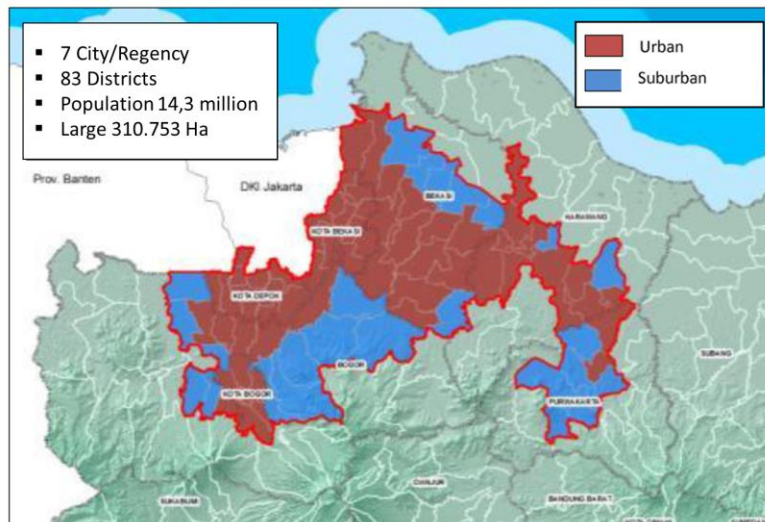 ▪ 7 City/Regency
▪ 83 Districts
▪ Population 14,3 million
▪ Large 310.753 Ha
Urban
Suburban
Prov. Banten
DKI Jakarta
BEKASI
KARAWANG
KOTA BEKASI
KOTA DEPOK
SUBANG
BOGOR
KOTA BOGOR
PURWAKARTA
CIANJUR
SUKABUMI
BANDUNG BARAT